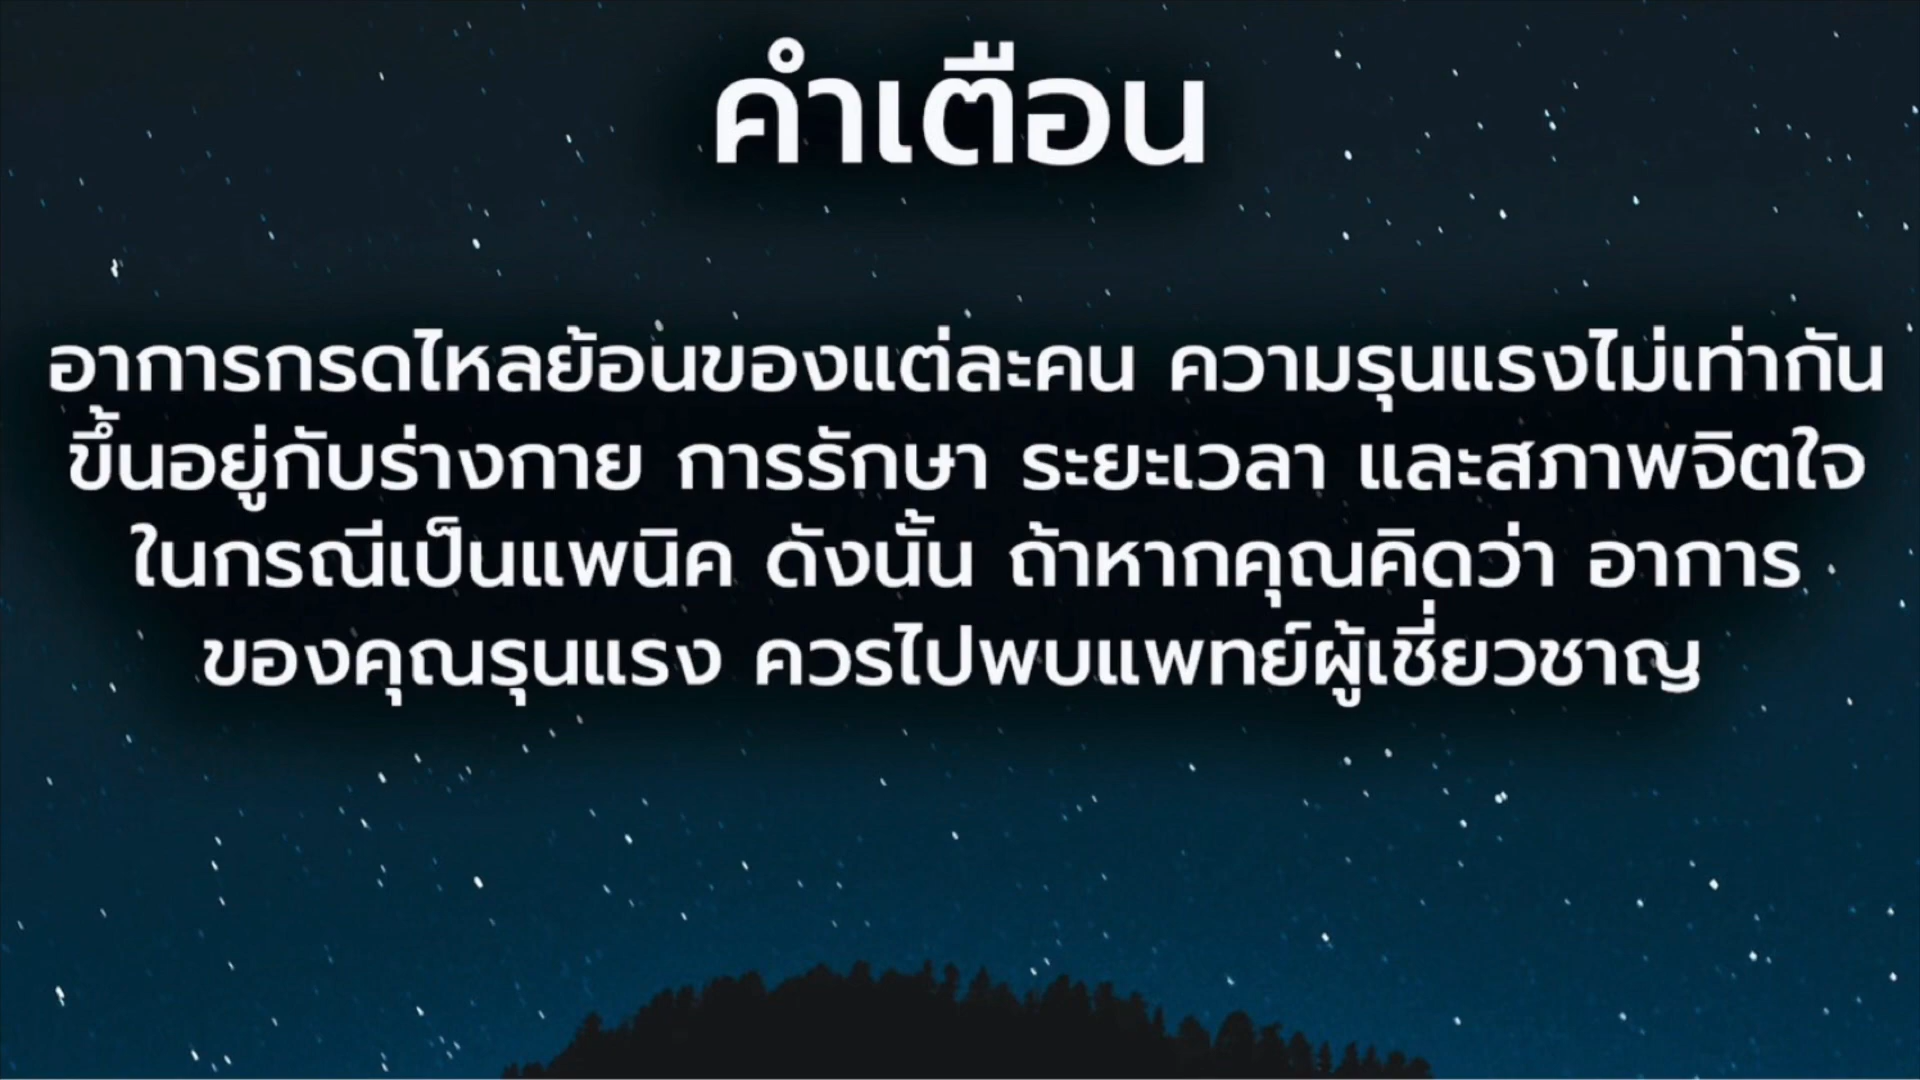 คำเตือน
อาการกรดไหลย้อนของแต่ละคน ความรุนแรงไม่เท่ากัน
ขึ้นอยู่กับร่างกาย การรักษา ระยะเวลา และสภาพจิตใจ
ในกรณีเป็นแพนิค ดังนั้น ถ้าหากคุณคิดว่า อาการ
ของคุณรุนแรง ควรไปพบแพทย์ผู้เชี่ยวชาญ